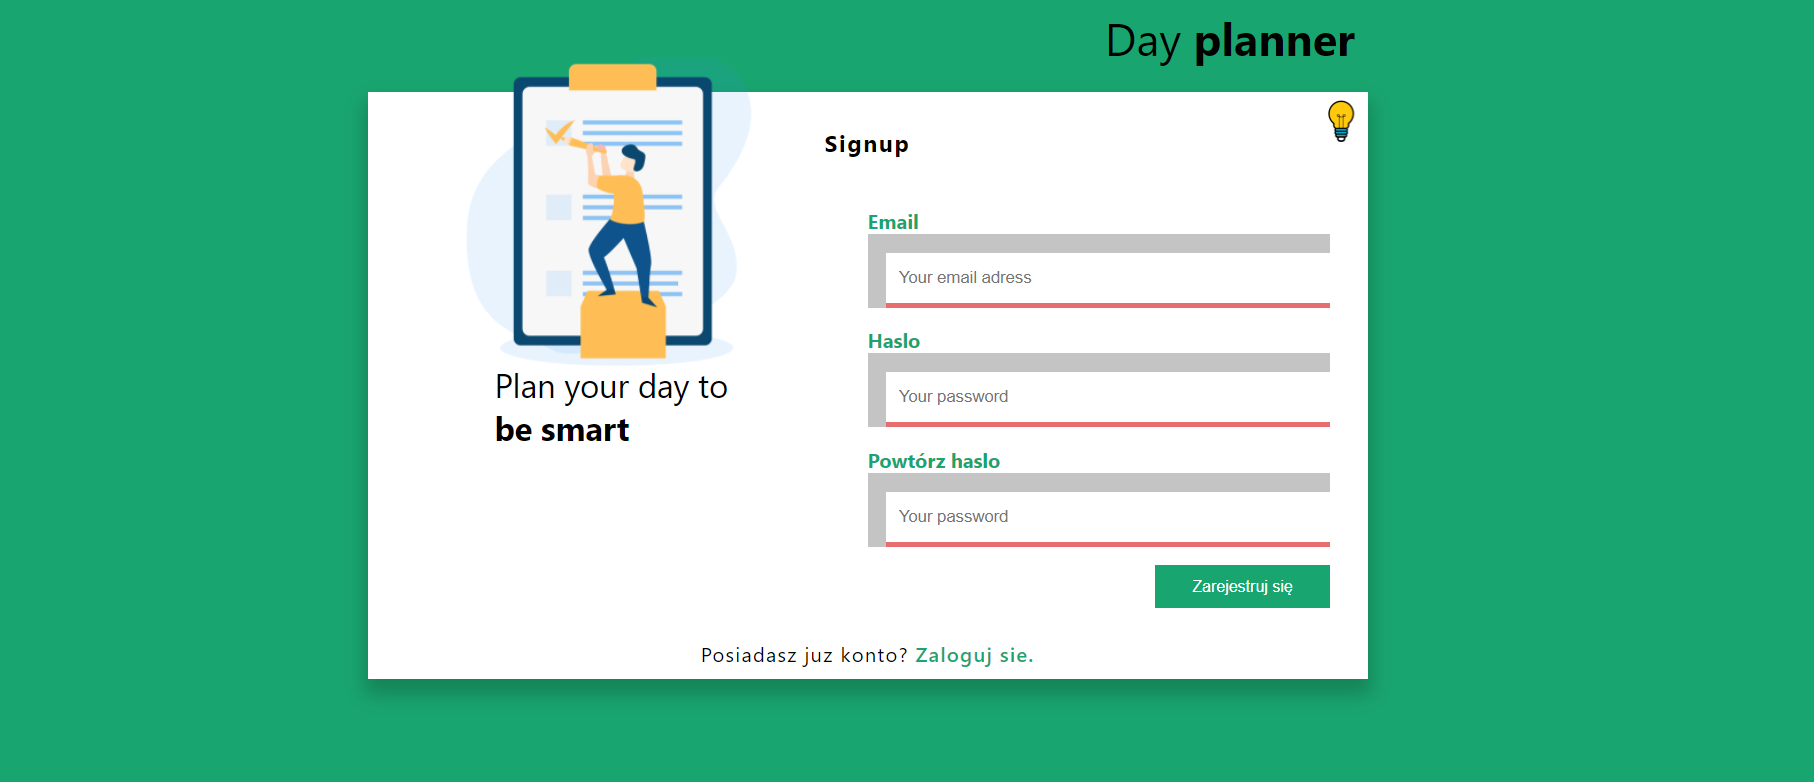 Day planner
Signup
Email
Your email adress
Haslo
Your password
Powtórz haslo
Your password
Zarejestruj się
Plan your day to
be smart
Posiadasz juz konto? Zaloguj sie.